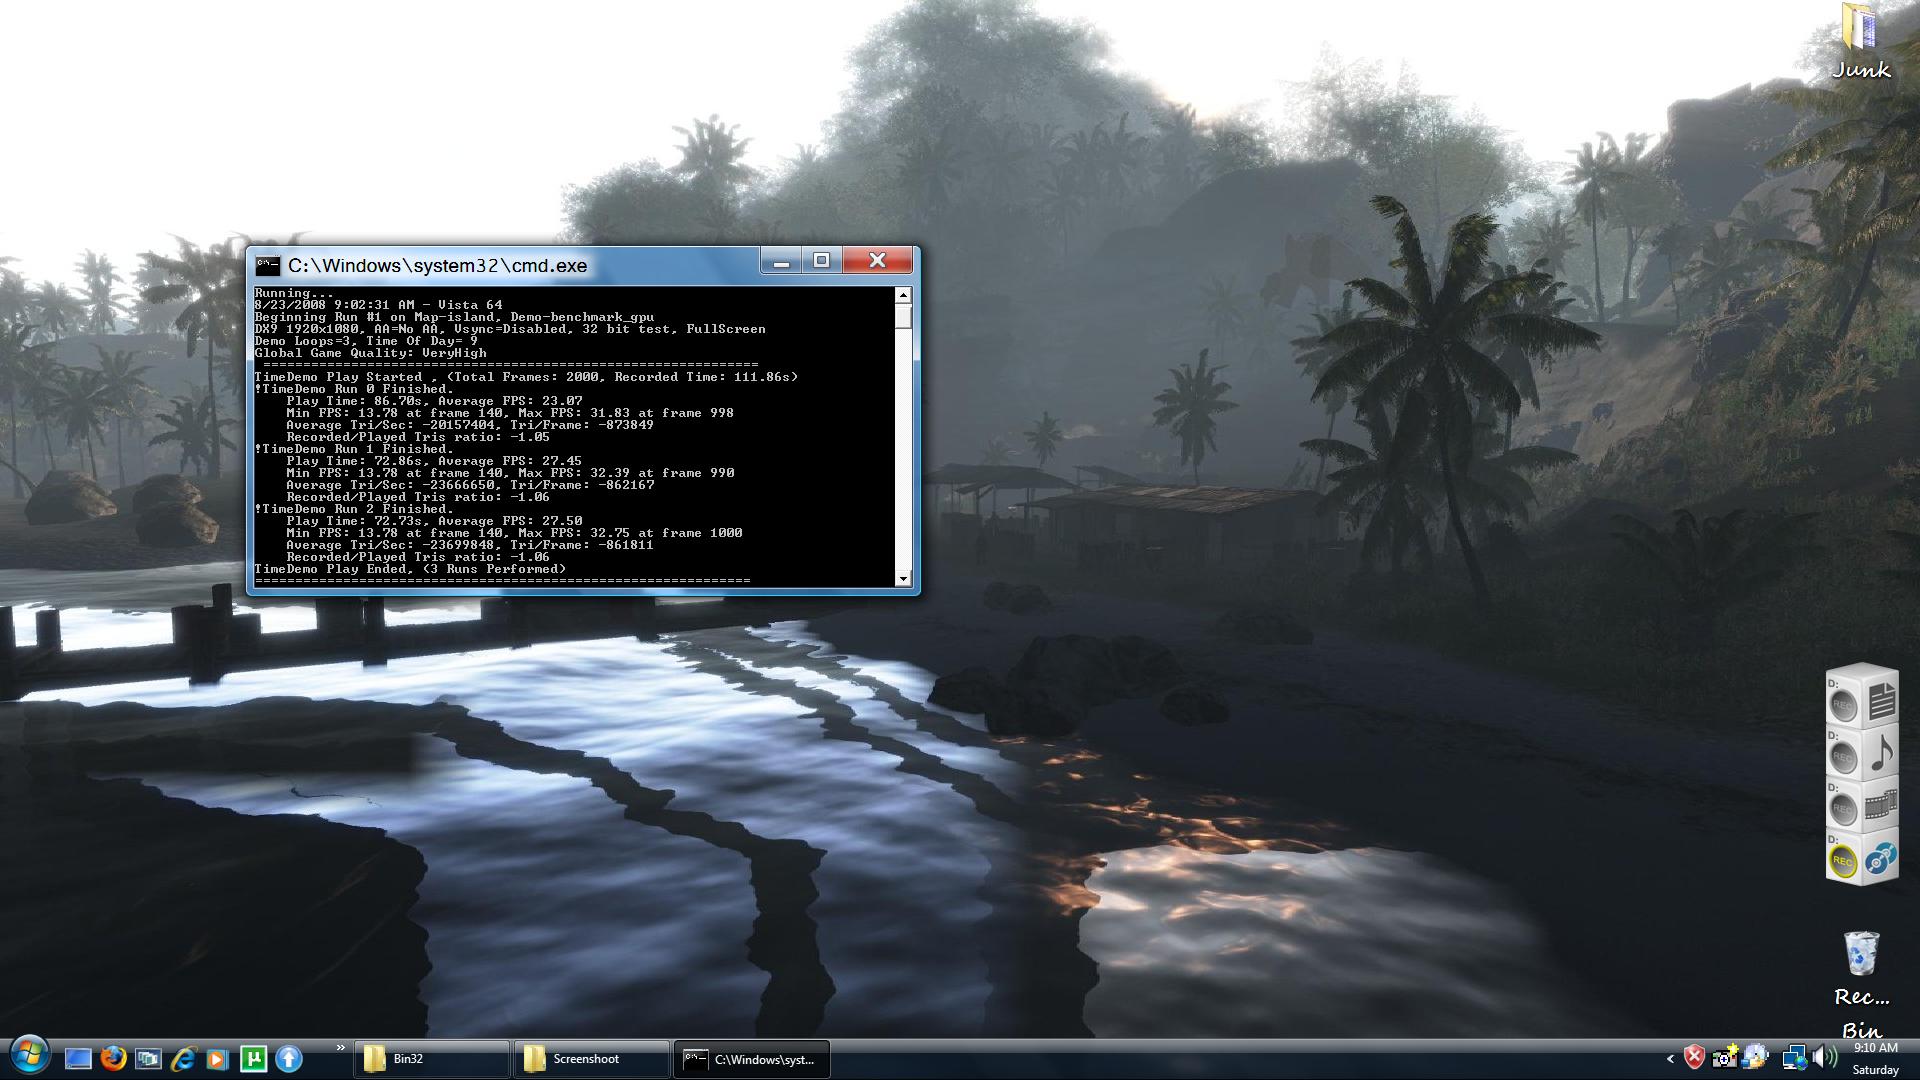 Junk
C:\Windows\system32\cmd.exe
Running...
8/23/2008 9:02:31 AM - Vista 64
Beginning Run #1 on Map-island, Demo-benchmark_gpu
DX9 1920x1080, AA=No AA, Vsync=Disabled, 32 bit test, FullScreen
Demo Loops=3, Time Of Day= 9
Global Game Quality: VeryHigh
==============================================================
TimeDemo Play Started , (Total Frames: 2000, Recorded Time: 111.86s)
!TimeDemo Run 0 Finished.
Play Time: 86.70s, Average FPS: 23.07
Min FPS: 13.78 at frame 140, Max FPS: 31.83 at frame 998
Average Tri/Sec: -20157404, Tri/Frame: -873849
Recorded/Played Tris ratio: -1.05
!TimeDemo Run 1 Finished.
Play Time: 72.86s, Average FPS: 27.45
Min FPS: 13.78 at frame 140, Max FPS: 32.39 at frame 990
Average Tri/Sec: -23666650, Tri/Frame: -862167
Recorded/Played Tris ratio: -1.06
!TimeDemo Run 2 Finished.
Play Time: 72.73s, Average FPS: 27.50
Min FPS: 13.78 at frame 140, Max FPS: 32.75 at frame 1000
Average Tri/Sec: -23699848, Tri/Frame: -861811
Recorded/Played Tris ratio: -1.06
TimeDemo Play Ended, (3 Runs Performed)
==============================================================
D:
REC
D:
REC
D:
REC
D:
REC
Rec...
Bin
Bin32
Screenshoot
C:\Windows\syst...
9:10 AM
Saturday